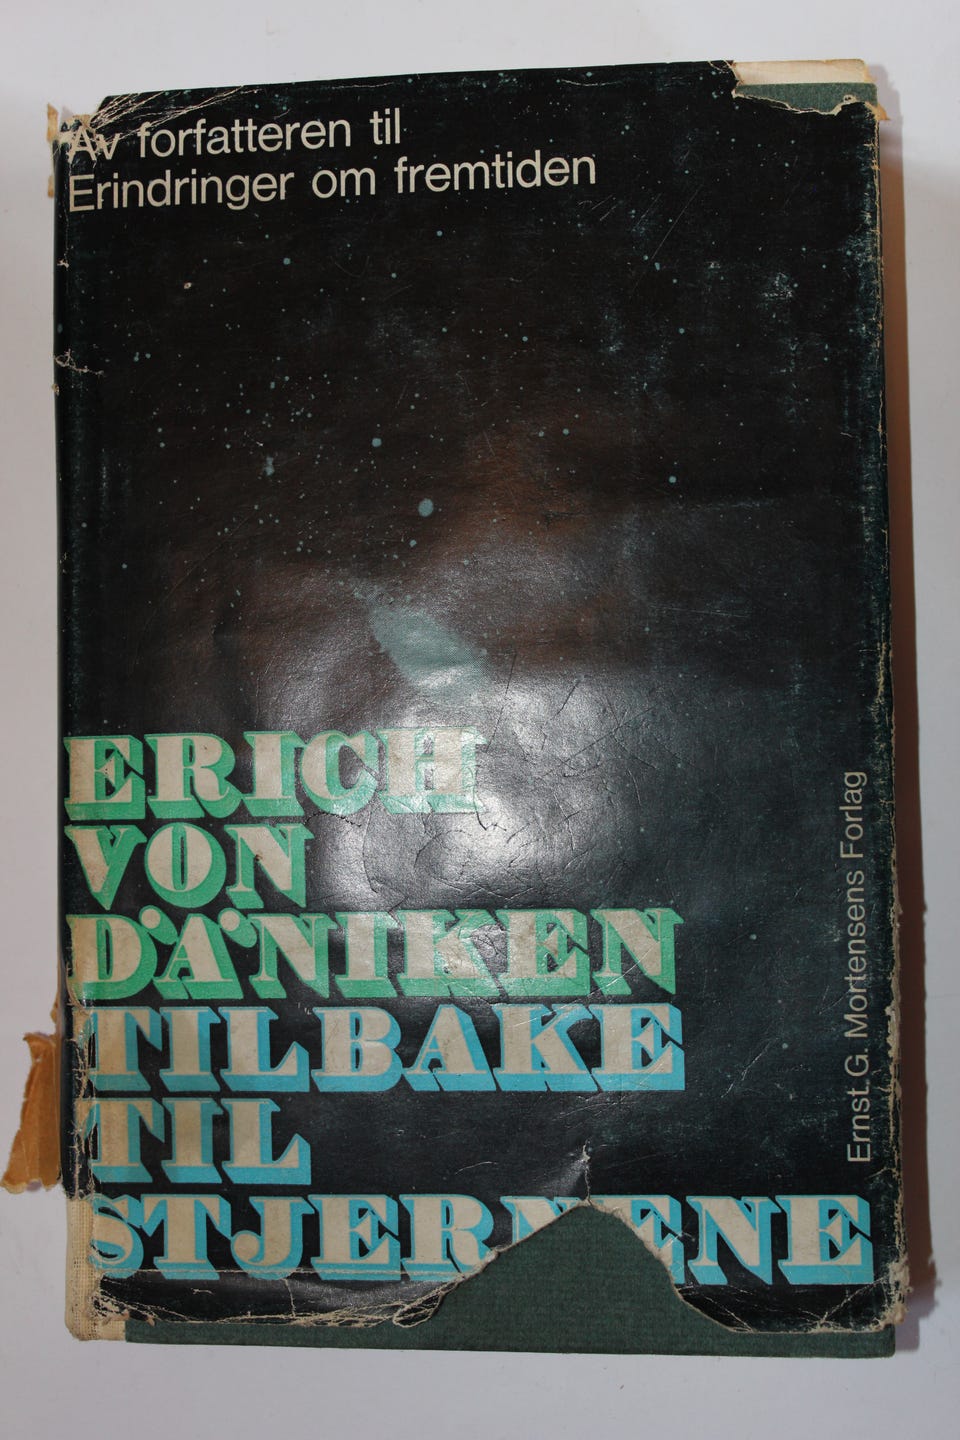 Av forfatteren til
Erindringer om fremtiden
ERICH
VON
DÄNIKEN
TILBAKE
TIL
STJERNENE
Ernst G. Mortensens Forlag